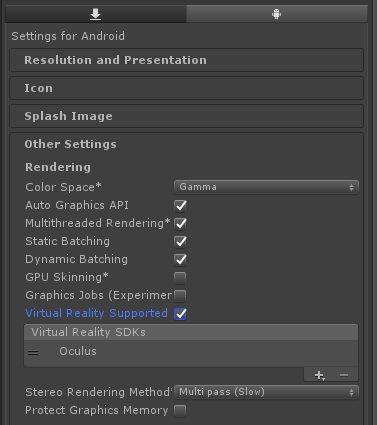 Settings for Android
Resolution and Presentation
Icon
Splash Image
Other Settings
Rendering
Color Space* Gamma
Auto Graphics API
Multithreaded Rendering*
Static Batching
Dynamic Batching
GPU Skinning*
Graphics Jobs (Experimen
Virtual Reality Supported
Virtual Reality SDKs
Oculus
Stereo Rendering Method* Multi pass (Slow)
Protect Graphics Memory